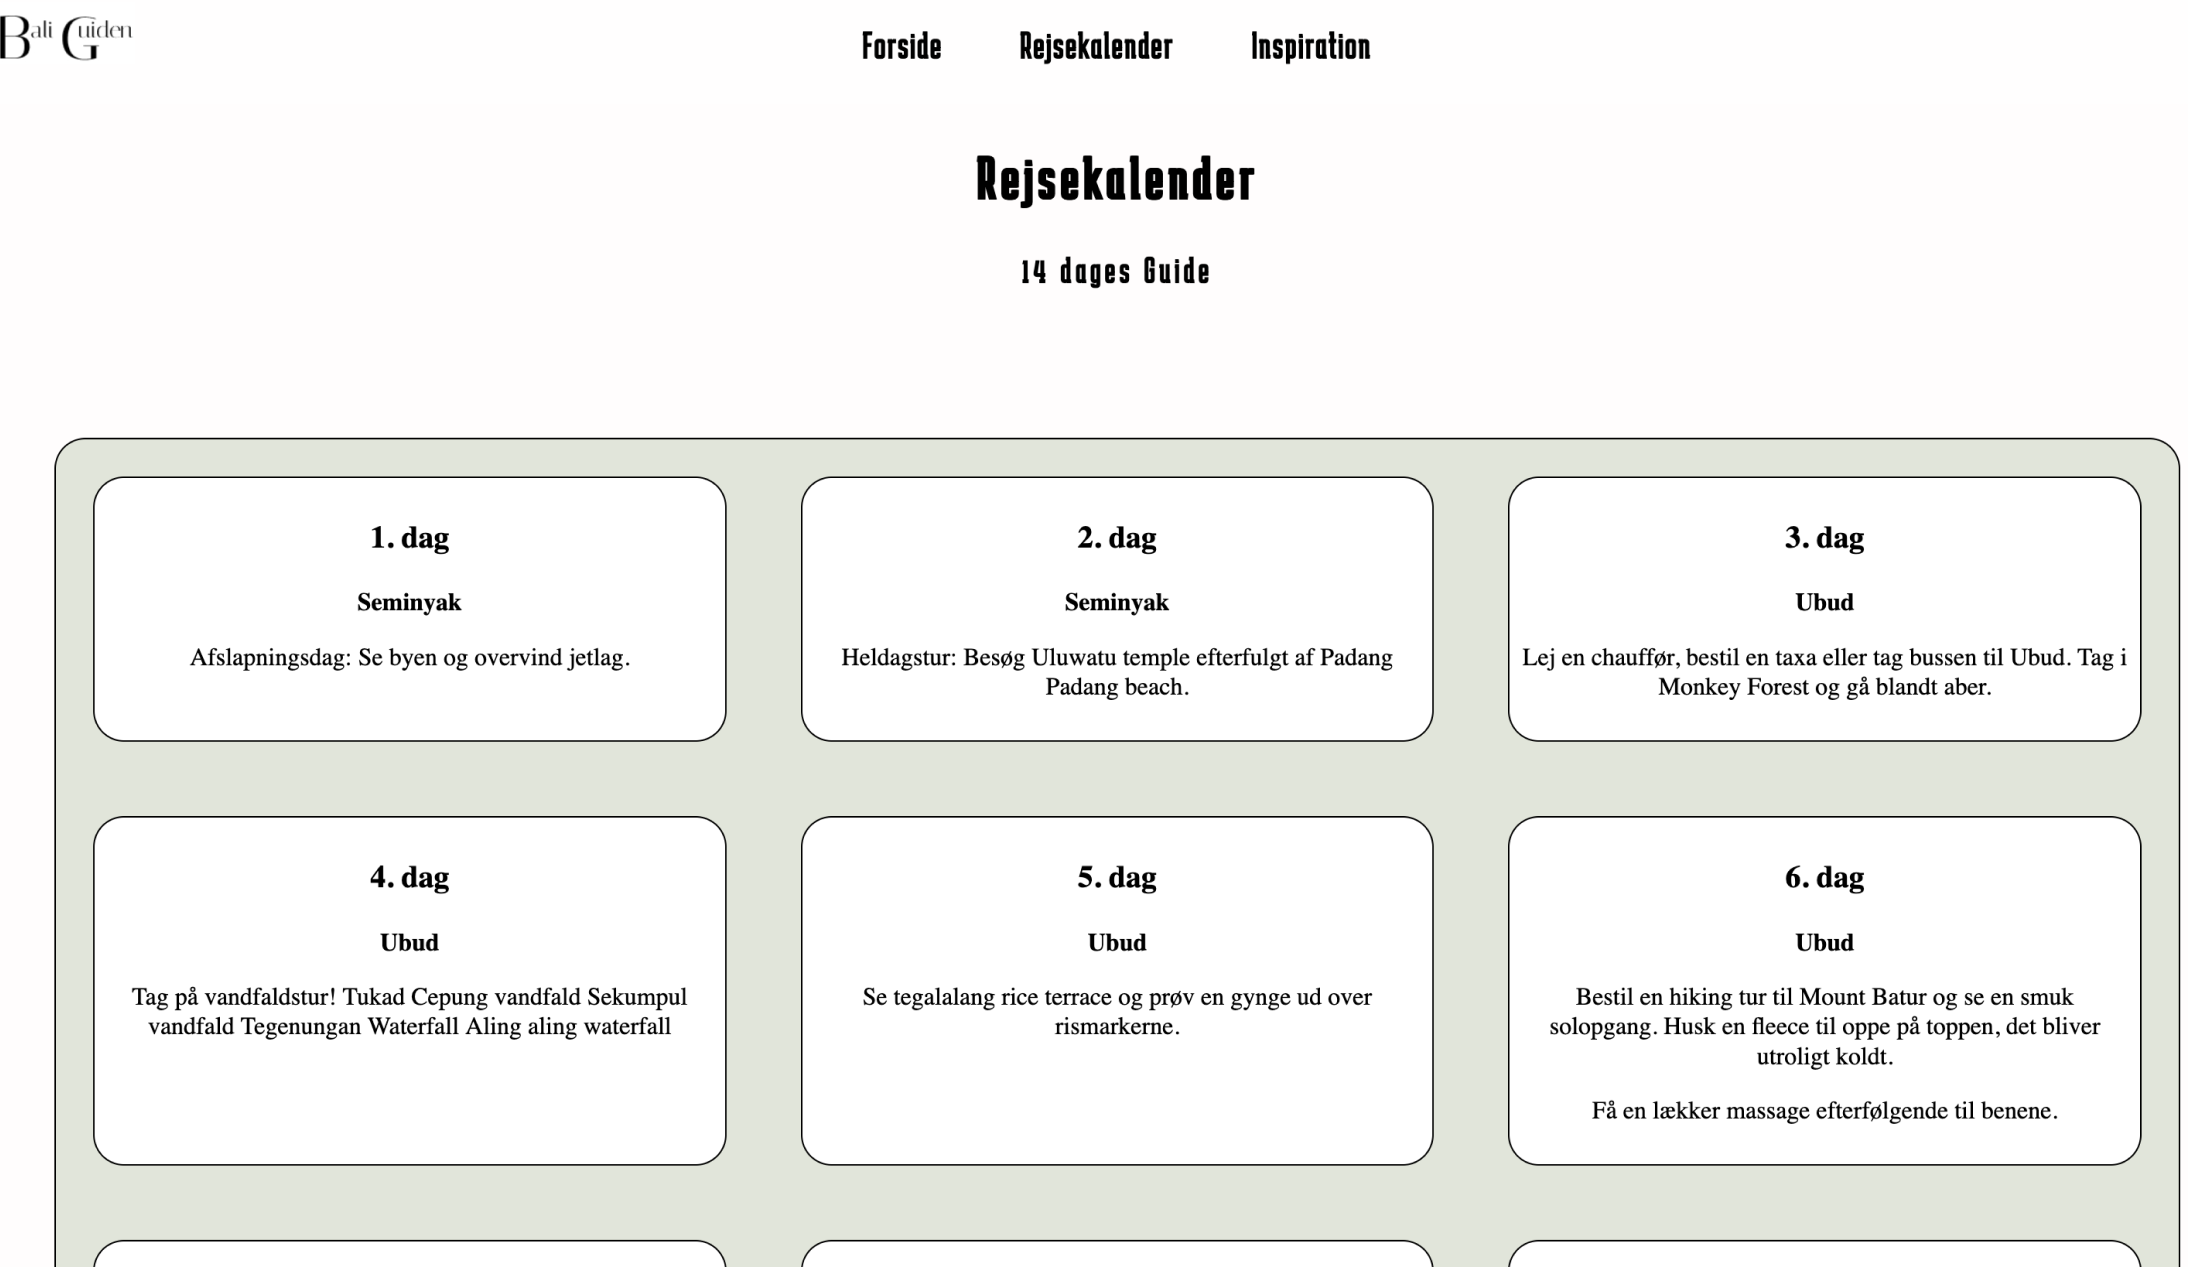 Bali Guiden
Forside
Rejsekalender
Inspiration
Rejsekalender
14 dages Guide
1. dag
Seminyak
Afslapningsdag: Se byen og overvind jetlag.
2. dag
Seminyak
Heldagstur: Besøg Uluwatu temple efterfulgt af Padang
Padang beach.
3. dag
Ubud
Lej en chauffør, bestil en taxa eller tag bussen til Ubud. Tag i
Monkey Forest og gå blandt aber.
4. dag
Ubud
Tag på vandfaldstur! Tukad Cepung vandfald Sekumpul
vandfald Tegenungan Waterfall Aling aling waterfall
5. dag
Ubud
Se tegalalang rice terrace og prøv en gynge ud over
rismarkerne.
6. dag
Ubud
Bestil en hiking tur til Mount Batur og se en smuk
solopgang. Husk en fleece til oppe på toppen, det bliver
utroligt koldt.
Få en lækker massage efterfølgende til benene.